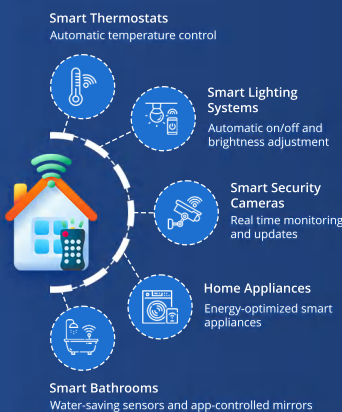 Smart Thermostats
Automatic temperature control
Smart Lighting
Systems
Automatic on/off and
brightness adjustment
Smart Security
Cameras
Real time monitoring
and updates
Home Appliances
Energy-optimized smart
appliances
Smart Bathrooms
Water-saving sensors and app-controlled mirrors